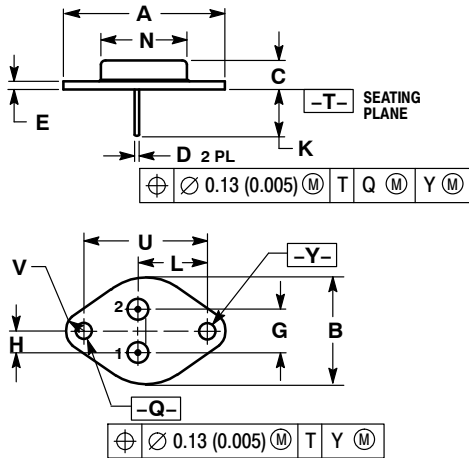 A
N
C
–T– SEATING PLANE
E
K
D 2 PL
⌖ ∅ 0.13 (0.005) Ⓜ T Q Ⓜ Y Ⓜ
U
V
L
–Y–
2
H
G
B
1
–Q–
⌖ ∅ 0.13 (0.005) Ⓜ T Y Ⓜ